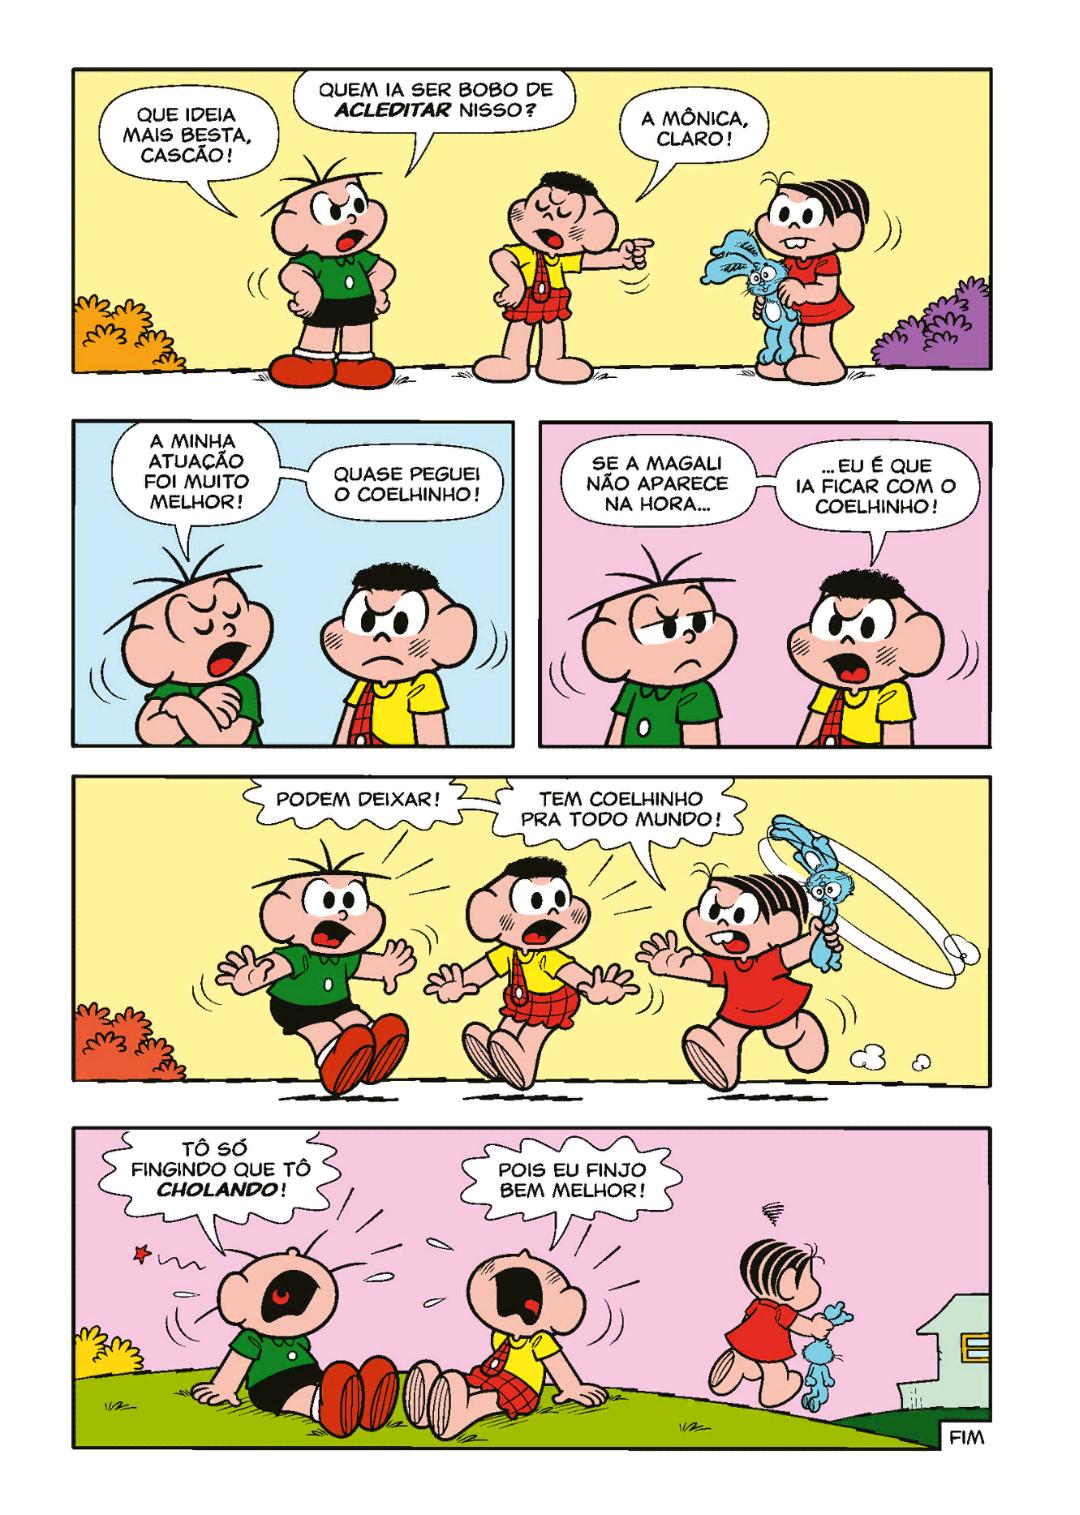 QUE IDEIA
MAIS BESTA,
CASCÃO!
QUEM IA SER BOBO DE
ACLEDITAR NISSO?
A MÔNICA,
CLARO!
A MINHA
ATUAÇÃO
FOI MUITO
MELHOR!
QUASE PEGUEI
O COELHINHO!
SE A MAGALI
NÃO APARECE
NA HORA...
...EU É QUE
IA FICAR COM O
COELHINHO!
PODEM DEIXAR!
TEM COELHINHO
PRA TODO MUNDO!
TÔ SÓ
FINGINDO QUE TÔ
CHOLANDO!
POIS EU FINJO
BEM MELHOR!
FIM